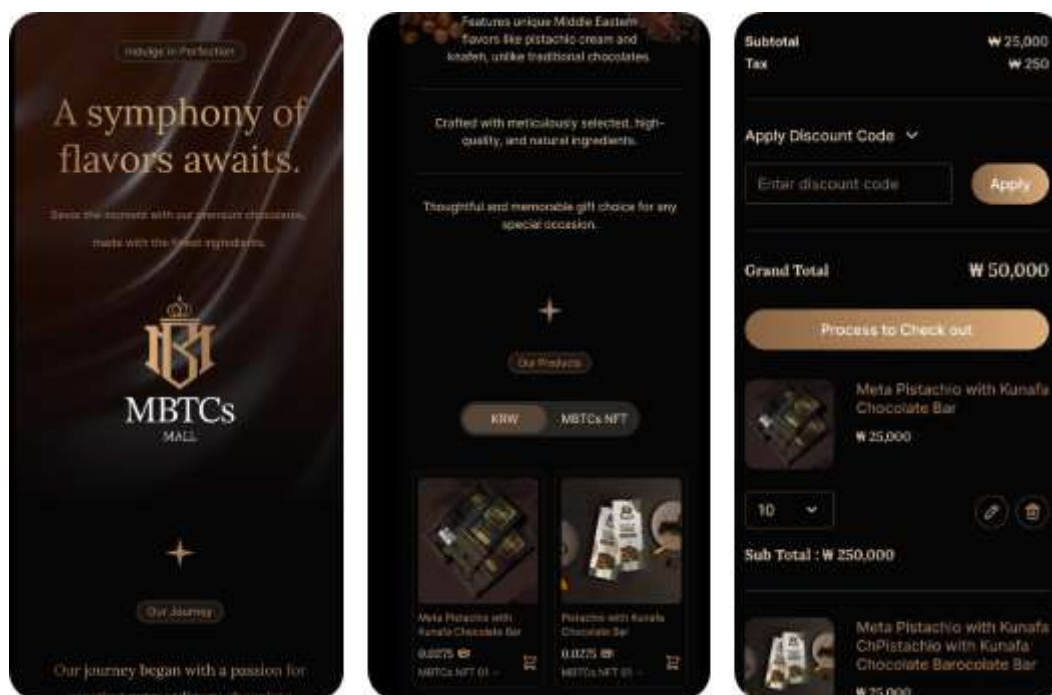 Indulge in Perfection
A symphony of
flavors awaits.
Savor the moment with our premium chocolates,
made with the finest ingredients.
MBTCs
MALL
Our Journey
Our journey began with a passion for
Features unique Middle Eastern
flavors like pistachio cream and
knafeh, unlike traditional chocolates
Crafted with meticulously selected, high-
quality, and natural ingredients.
Thoughtful and memorable gift choice for any
special occasion.
Our Products
KRW
MBTCs NFT
Meta Pistachio with
Kunafa Chocolate Bar
0.0275
MBTCs NFT 01
Pistachio with Kunafa
Chocolate Bar
0.0275
MBTCs NFT 01
Subtotal ₩ 25,000
Tax ₩ 250
Apply Discount Code
Enter discount code
Apply
Grand Total ₩ 50,000
Process to Check out
Meta Pistachio with Kunafa
Chocolate Bar
₩ 25,000
10
Sub Total : ₩ 250,000
Meta Pistachio with Kunafa
ChPistachio with Kunafa
Chocolate Barocolate Bar
₩ 25,000